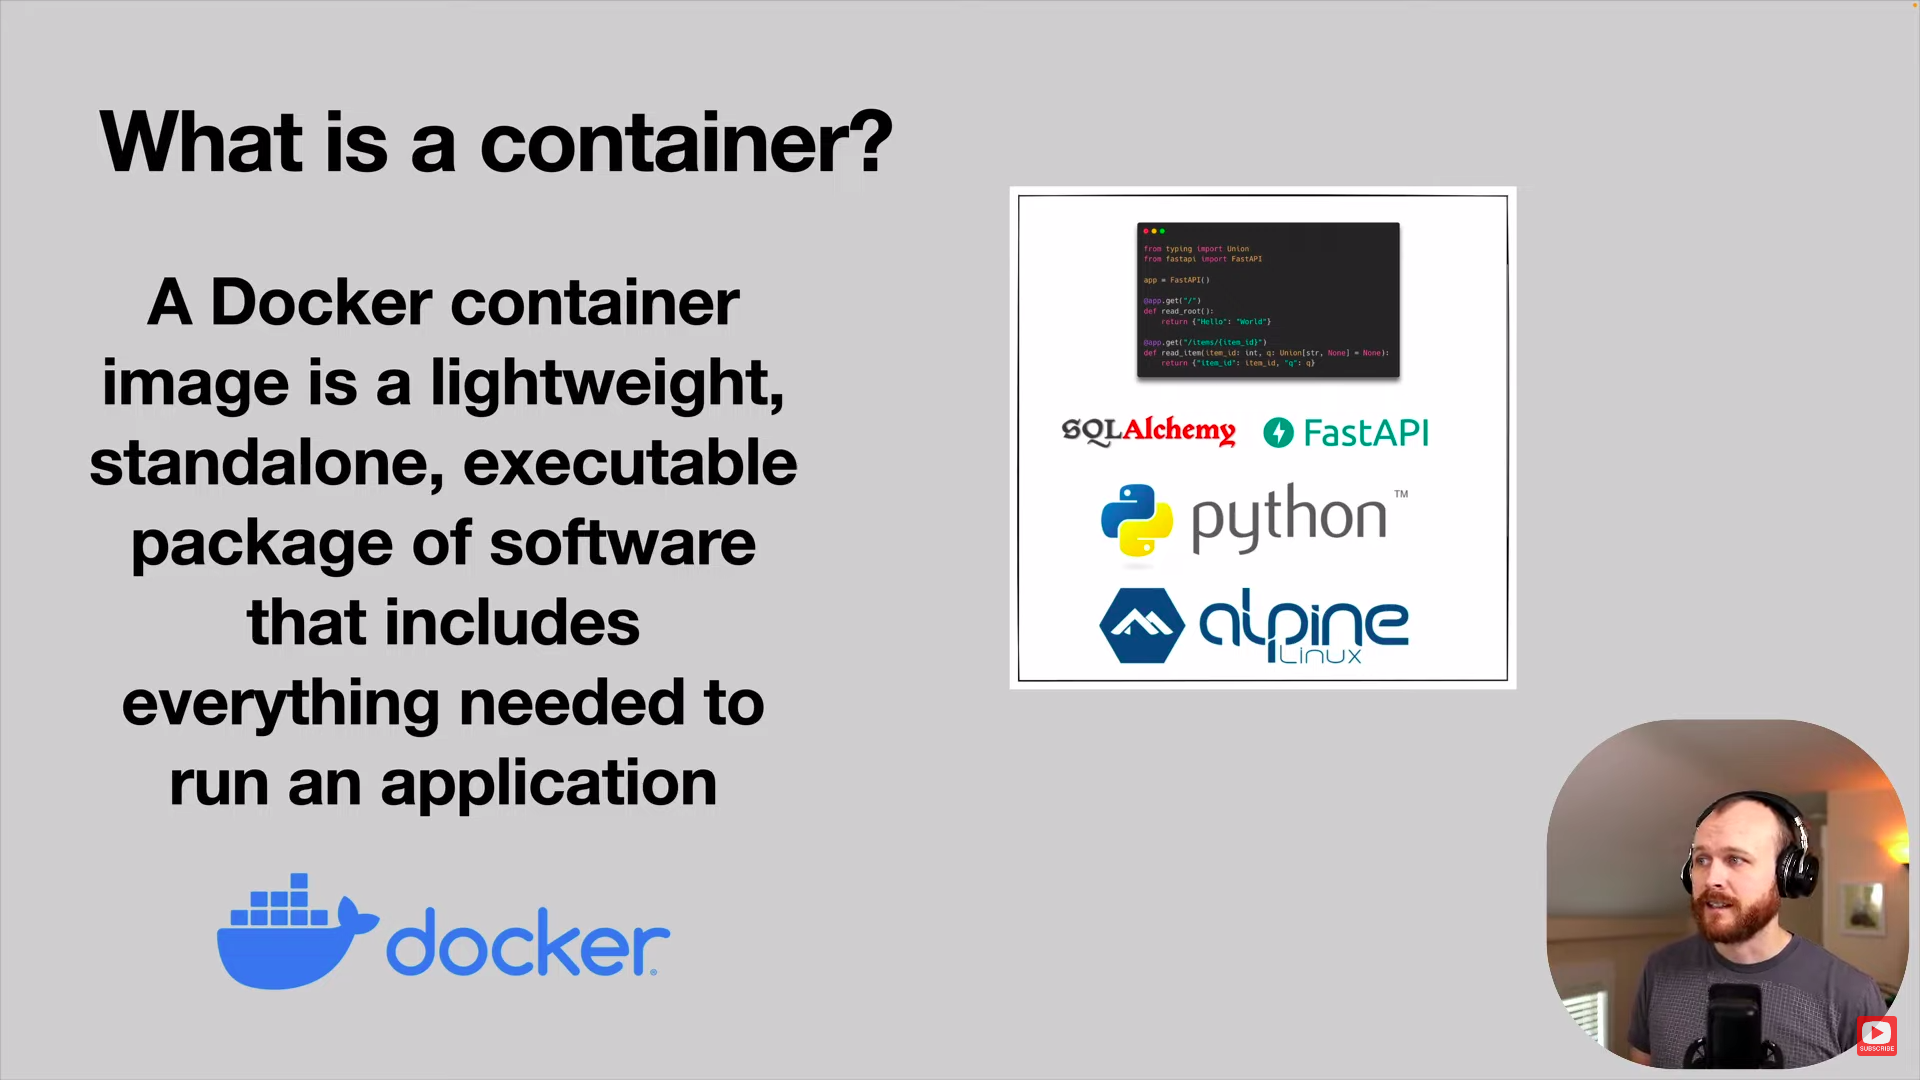 What is a container?
A Docker container
image is a lightweight,
standalone, executable
package of software
that includes
everything needed to
run an application
docker
from typing import Union
from fastapi import FastAPI
app = FastAPI()
@app.get("/")
def read_root():
    return {"Hello": "World"}
@app.get("/items/{item_id}")
def read_item(item_id: int, q: Union[str, None] = None):
    return {"item_id": item_id, "q": q}
SQLAlchemy FastAPI
python™
alpine
Linux
SUBSCRIBE